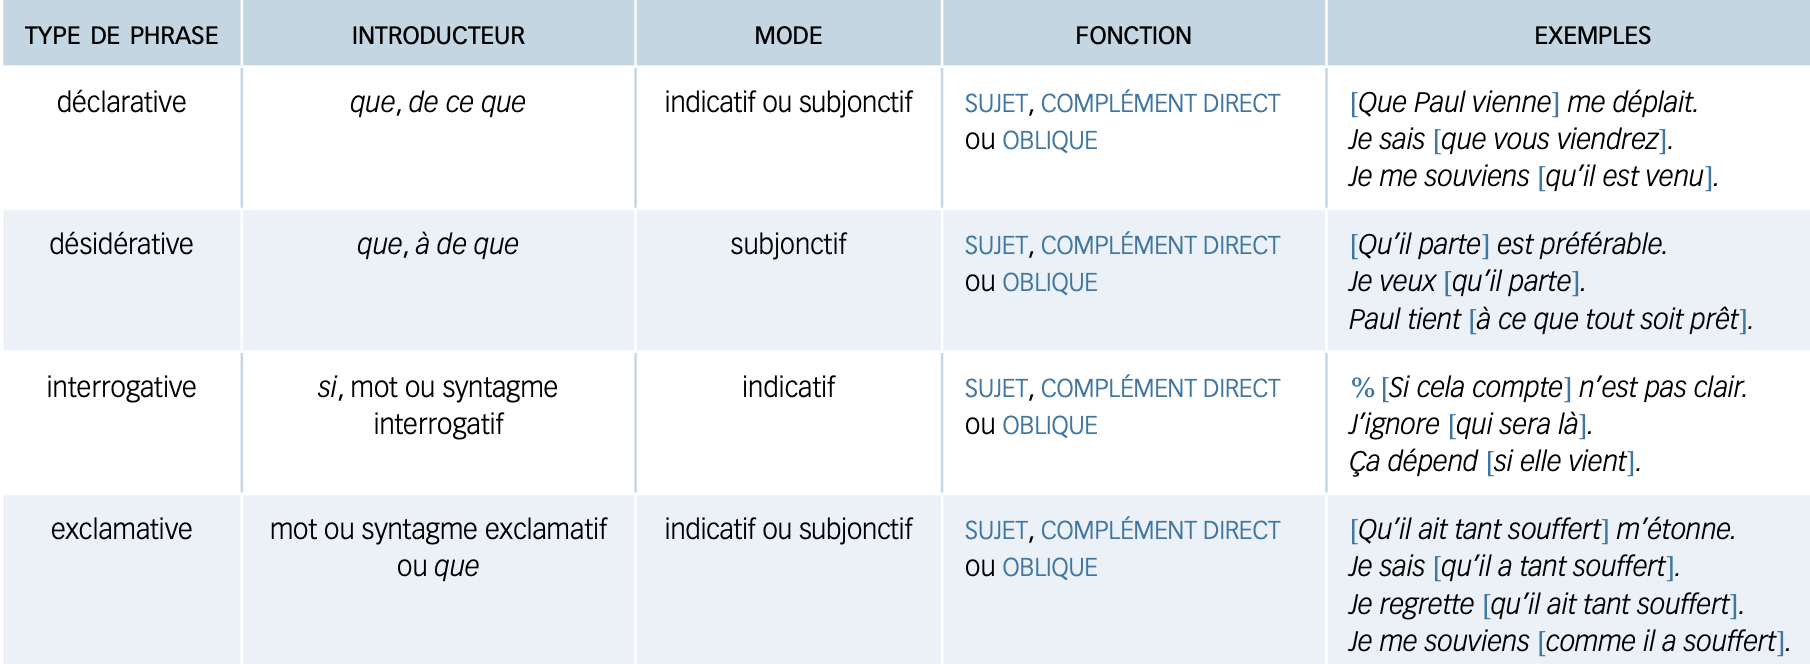 TYPE DE PHRASE INTRODUCTEUR MODE FONCTION EXEMPLES
déclarative que, de ce que indicatif ou subjonctif SUJET, COMPLÉMENT DIRECT [Que Paul vienne] me déplait.
ou OBLIQUE Je sais [que vous viendrez].
Je me souviens [qu’il est venu].
désidérative que, à de que subjonctif SUJET, COMPLÉMENT DIRECT [Qu’il parte] est préférable.
ou OBLIQUE Je veux [qu’il parte].
Paul tient [à ce que tout soit prêt].
interrogative si, mot ou syntagme indicatif SUJET, COMPLÉMENT DIRECT % [Si cela compte] n’est pas clair.
interrogatif ou OBLIQUE J’ignore [qui sera là].
Ça dépend [si elle vient].
exclamative mot ou syntagme exclamatif indicatif ou subjonctif SUJET, COMPLÉMENT DIRECT [Qu’il ait tant souffert] m’étonne.
ou que ou OBLIQUE Je sais [qu’il a tant souffert].
Je regrette [qu’il ait tant souffert].
Je me souviens [comme il a souffert].